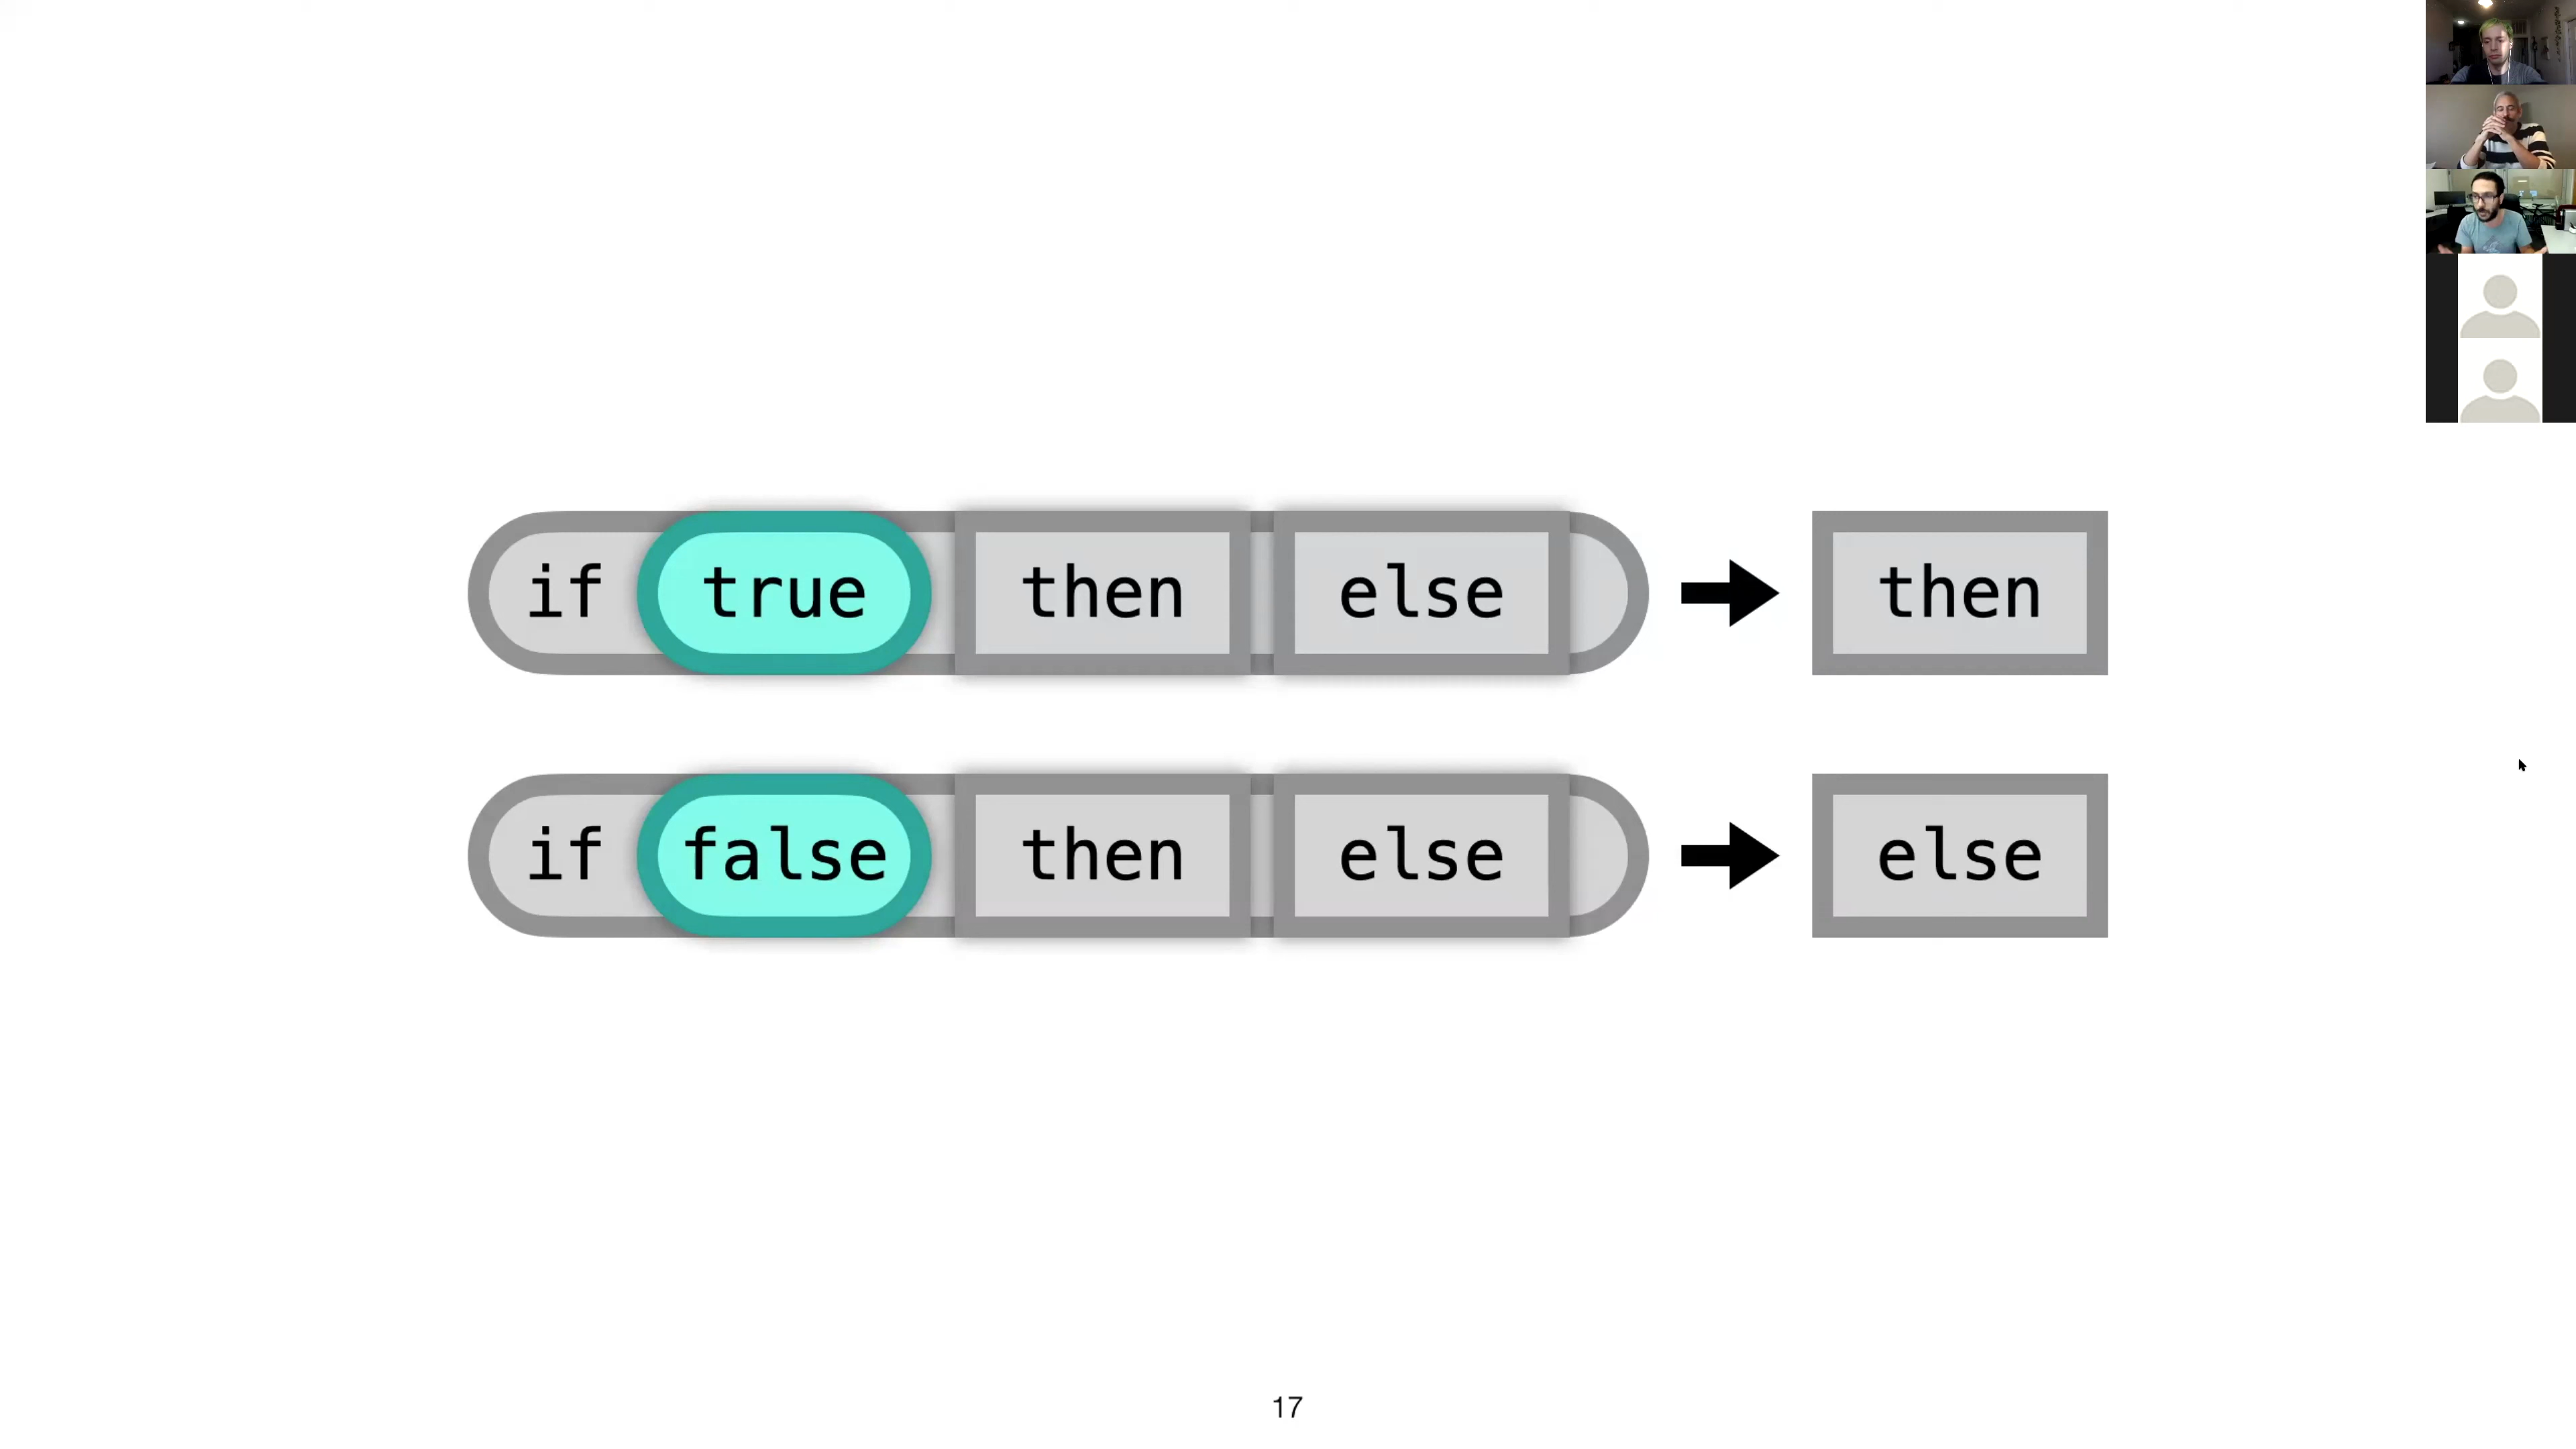 if true then else then
if false then else else
17